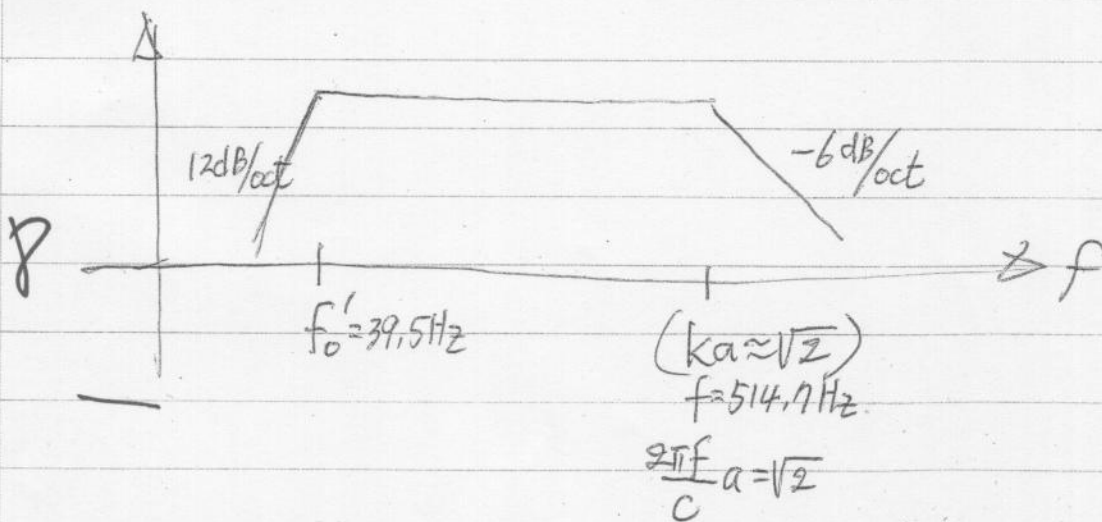 12dB/oct
-6dB/oct
f
f₀'=39.5Hz
(ka≈√2)
f=514.7Hz
2πf/c a=√2